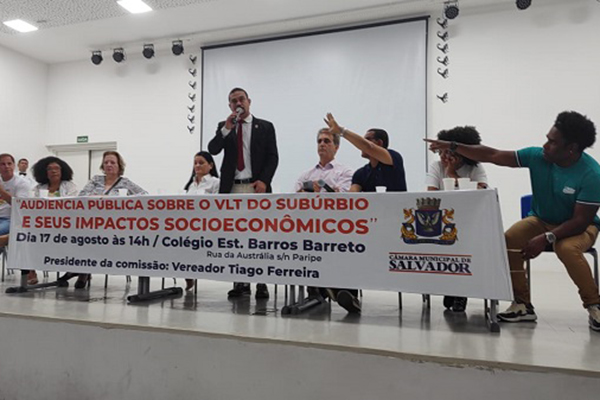 "AUDIÊNCIA PÚBLICA SOBRE O VLT DO SUBÚRBIO
E SEUS IMPACTOS SOCIOECONÔMICOS"
Dia 17 de agosto às 14h / Colégio Est. Barros Barreto
Rua da Austrália s/n Paripe
Presidente da comissão: Vereador Tiago Ferreira
CÂMARA MUNICIPAL DE
SALVADOR